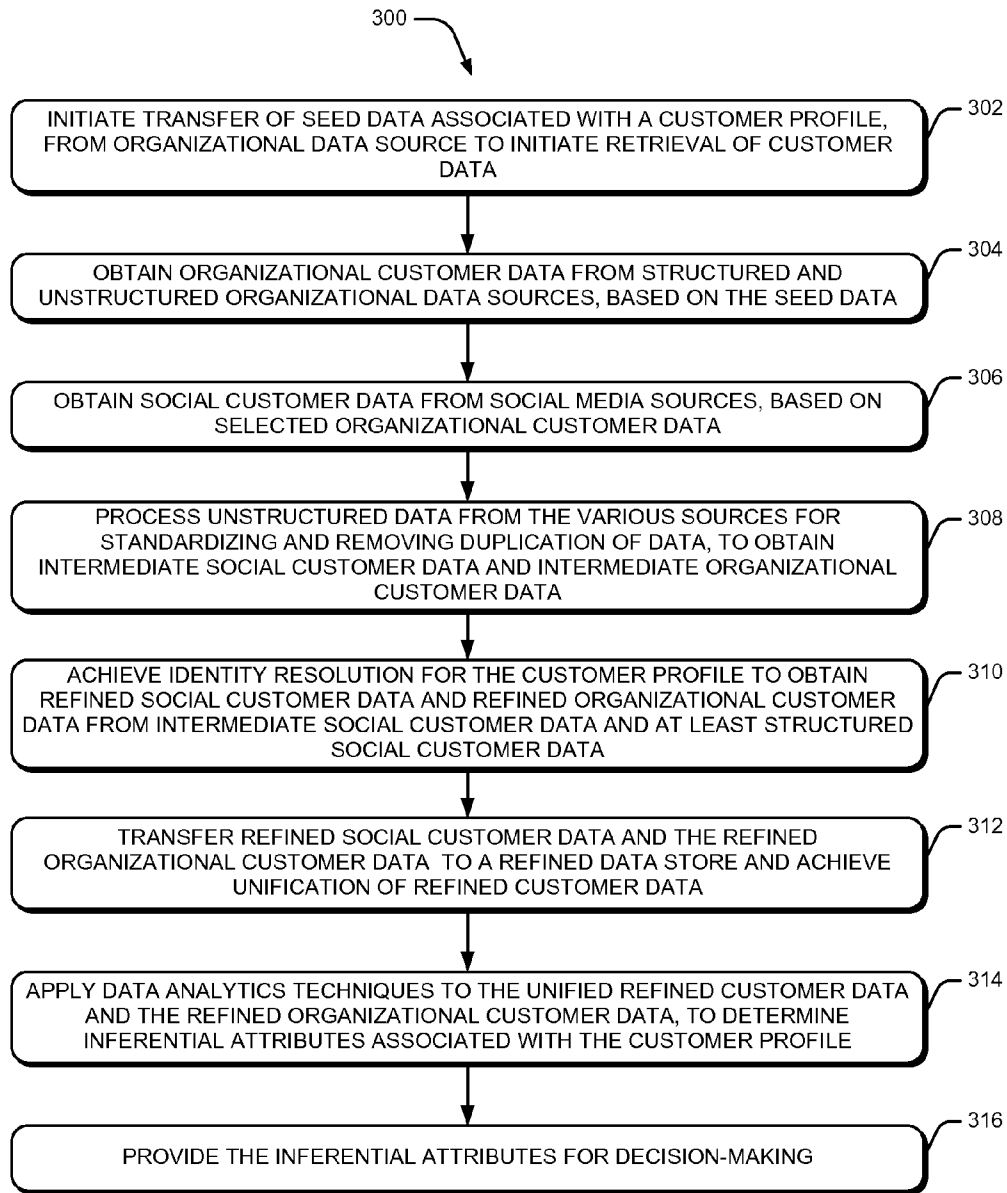 300
302
INITIATE TRANSFER OF SEED DATA ASSOCIATED WITH A CUSTOMER PROFILE,
FROM ORGANIZATIONAL DATA SOURCE TO INITIATE RETRIEVAL OF CUSTOMER
DATA
304
OBTAIN ORGANIZATIONAL CUSTOMER DATA FROM STRUCTURED AND
UNSTRUCTURED ORGANIZATIONAL DATA SOURCES, BASED ON THE SEED DATA
306
OBTAIN SOCIAL CUSTOMER DATA FROM SOCIAL MEDIA SOURCES, BASED ON
SELECTED ORGANIZATIONAL CUSTOMER DATA
308
PROCESS UNSTRUCTURED DATA FROM THE VARIOUS SOURCES FOR
STANDARDIZING AND REMOVING DUPLICATION OF DATA, TO OBTAIN
INTERMEDIATE SOCIAL CUSTOMER DATA AND INTERMEDIATE ORGANIZATIONAL
CUSTOMER DATA
310
ACHIEVE IDENTITY RESOLUTION FOR THE CUSTOMER PROFILE TO OBTAIN
REFINED SOCIAL CUSTOMER DATA AND REFINED ORGANIZATIONAL CUSTOMER
DATA FROM INTERMEDIATE SOCIAL CUSTOMER DATA AND AT LEAST STRUCTURED
SOCIAL CUSTOMER DATA
312
TRANSFER REFINED SOCIAL CUSTOMER DATA AND THE REFINED
ORGANIZATIONAL CUSTOMER DATA TO A REFINED DATA STORE AND ACHIEVE
UNIFICATION OF REFINED CUSTOMER DATA
314
APPLY DATA ANALYTICS TECHNIQUES TO THE UNIFIED REFINED CUSTOMER DATA
AND THE REFINED ORGANIZATIONAL CUSTOMER DATA, TO DETERMINE
INFERENTIAL ATTRIBUTES ASSOCIATED WITH THE CUSTOMER PROFILE
316
PROVIDE THE INFERENTIAL ATTRIBUTES FOR DECISION-MAKING